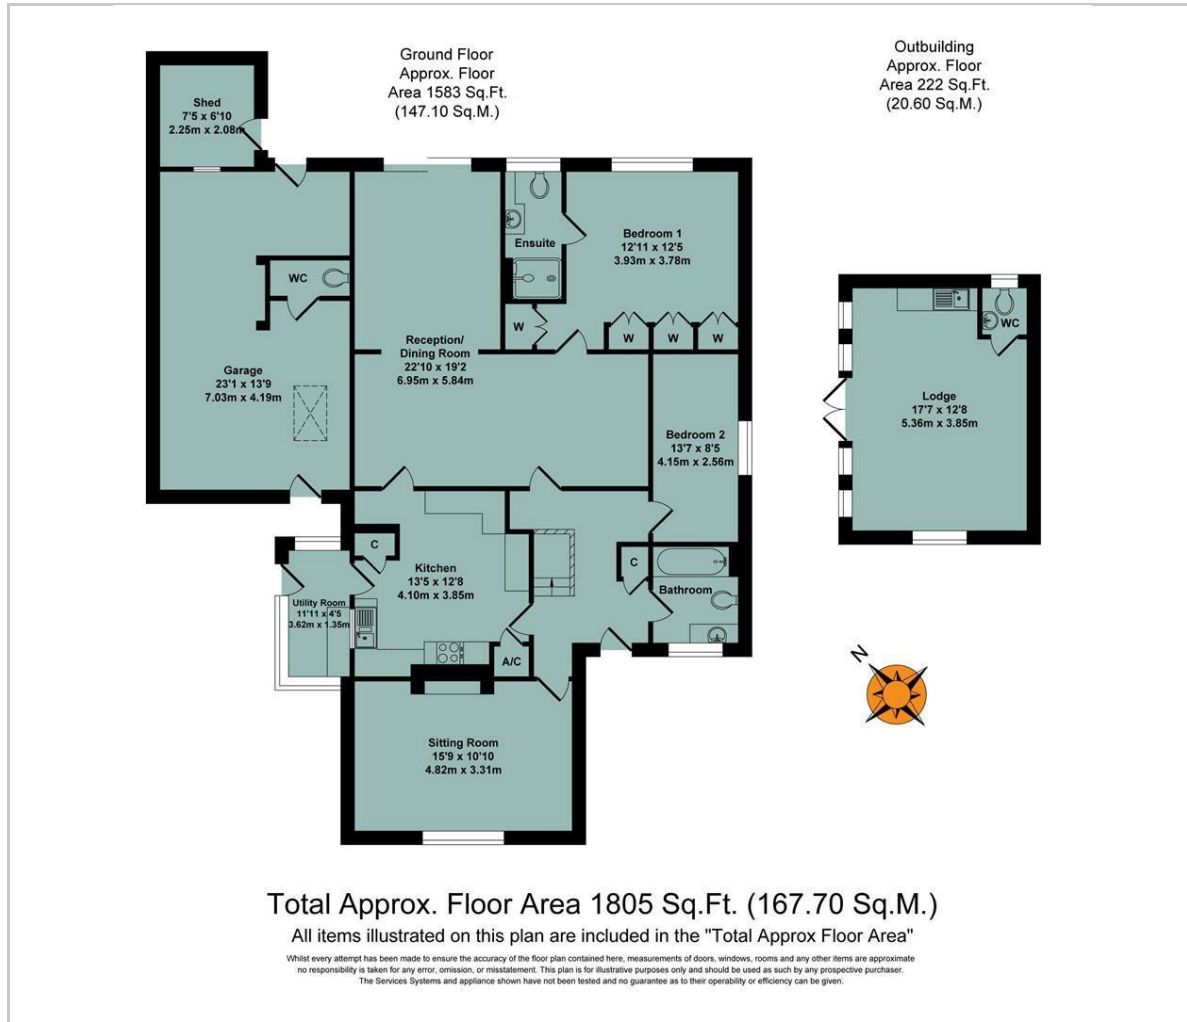 Ground Floor
Approx. Floor
Area 1583 Sq.Ft.
(147.10 Sq.M.)
Outbuilding
Approx. Floor
Area 222 Sq.Ft.
(20.60 Sq.M.)
Shed
7'5 x 6'10
2.25m x 2.08m
Ensuite
Bedroom 1
12'11 x 12'5
3.93m x 3.78m
WC
W
W
W
W
Reception/
Dining Room
22'10 x 19'2
6.95m x 5.84m
Garage
23'1 x 13'9
7.03m x 4.19m
Bedroom 2
13'7 x 8'5
4.15m x 2.56m
WC
Lodge
17'7 x 12'8
5.36m x 3.85m
C
Kitchen
13'5 x 12'8
4.10m x 3.85m
C
Bathroom
Utility Room
11'11 x 4'5
3.62m x 1.35m
A/C
N
Sitting Room
15'9 x 10'10
4.82m x 3.31m
Total Approx. Floor Area 1805 Sq.Ft. (167.70 Sq.M.)
All items illustrated on this plan are included in the "Total Approx Floor Area"
Whilst every attempt has been made to ensure the accuracy of the floor plan contained here, measurements of doors, windows, rooms and any other items are approximate
no responsibility is taken for any error, omission, or misstatement. This plan is for illustrative purposes only and should be used as such by any prospective purchaser.
The Services Systems and appliance shown have not been tested and no guarantee as to their operability or efficiency can be given.